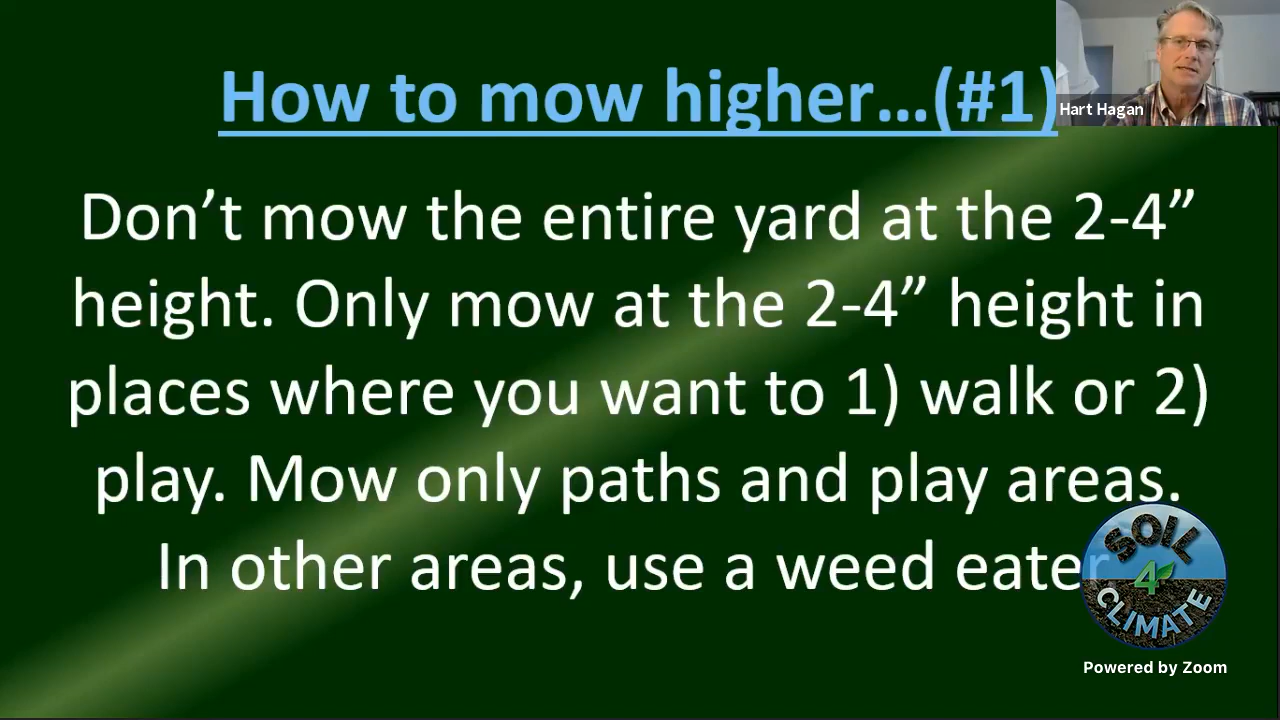 How to mow higher…(#1)
Hart Hagan
Don’t mow the entire yard at the 2-4”
height. Only mow at the 2-4” height in
places where you want to 1) walk or 2)
play. Mow only paths and play areas.
In other areas, use a weed eater
SOIL
4
CLIMATE
Powered by Zoom